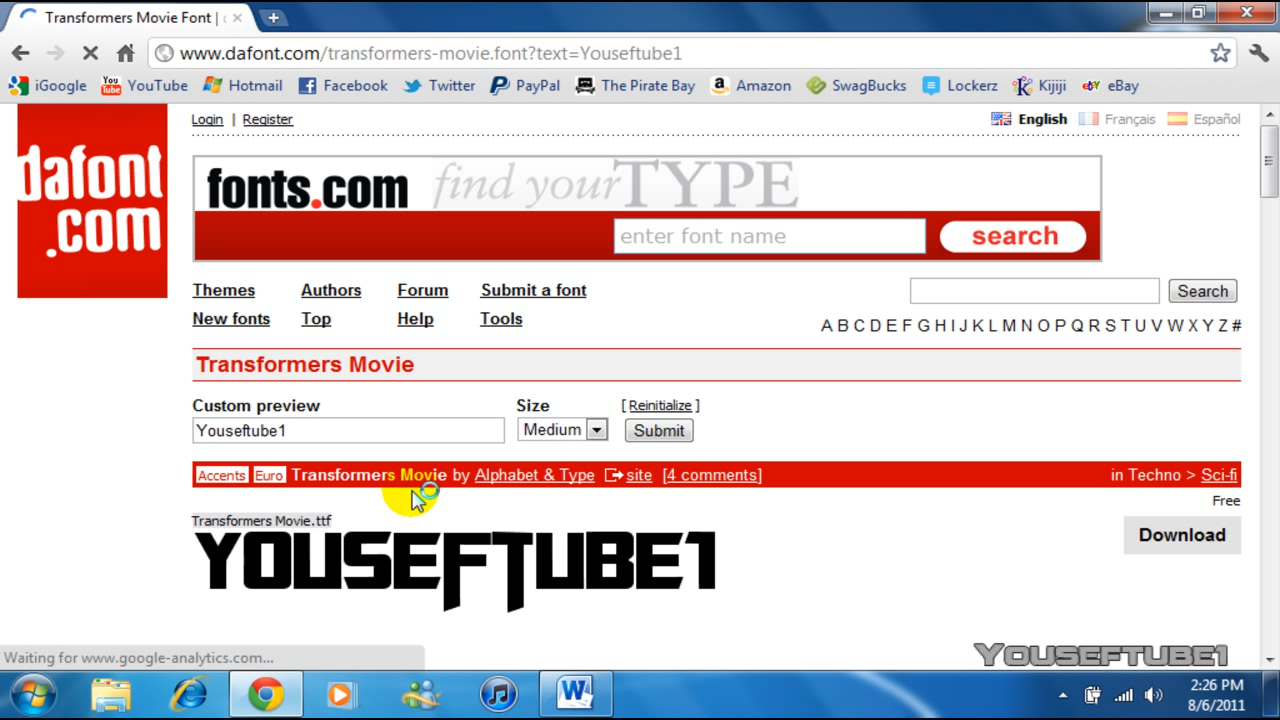 Transformers Movie Font |
www.dafont.com/transformers-movie.font?text=Youseftube1
iGoogle YouTube Hotmail Facebook Twitter PayPal The Pirate Bay Amazon SwagBucks Lockerz Kijiji eBay
Login | Register
English Français Español
dafont
.com
fonts.com find your TYPE
enter font name search
Themes Authors Forum Submit a font
Search
New fonts Top Help Tools
A B C D E F G H I J K L M N O P Q R S T U V W X Y Z #
Transformers Movie
Custom preview Size [ Reinitialize ]
Youseftube1 Medium Submit
Accents Euro Transformers Movie by Alphabet & Type site [4 comments] in Techno > Sci-fi
Free
Transformers Movie.ttf
Download
YOUSEFTUBE1
Waiting for www.google-analytics.com...
YOUSEFTUBE1
2:26 PM
8/6/2011